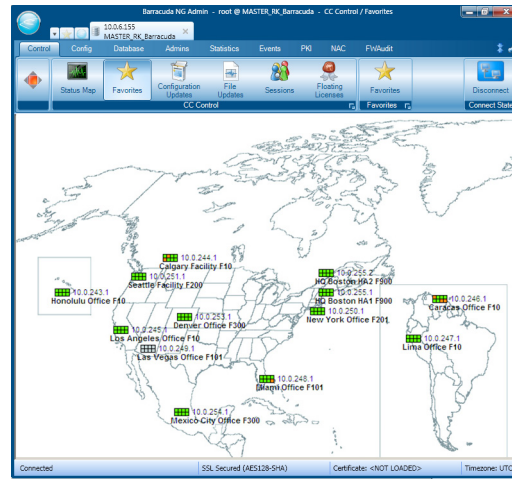 Barracuda NG Admin - root @ MASTER_RK_Barracuda - CC Control / Favorites
10.0.6.155
MASTER_RK_Barracuda
Control Config Database Admins Statistics Events PKI NAC FW Audit
Status Map Favorites Configuration Updates File Updates Sessions Floating Licenses Favorites Disconnect
CC Control Favorites Connect State
10.0.244.1
Calgary Facility F10
10.0.255.2
HQ Boston HA2 F900
10.0.251.1
Seattle Facility F200
10.0.243.1
Honolulu Office F10
10.0.255.1
HQ Boston HA1 F900
10.0.246.1
Caracas Office F10
10.0.250.1
New York Office F201
10.0.253.1
Denver Office F300
10.0.245.1
Los Angeles Office F10
10.0.247.1
Lima Office F10
10.0.249.1
Las Vegas Office F101
10.0.248.1
Miami Office F101
10.0.254.1
Mexico City Office F300
Connected SSL Secured (AES128-SHA) Certificate: <NOT LOADED> Timezone: UTC